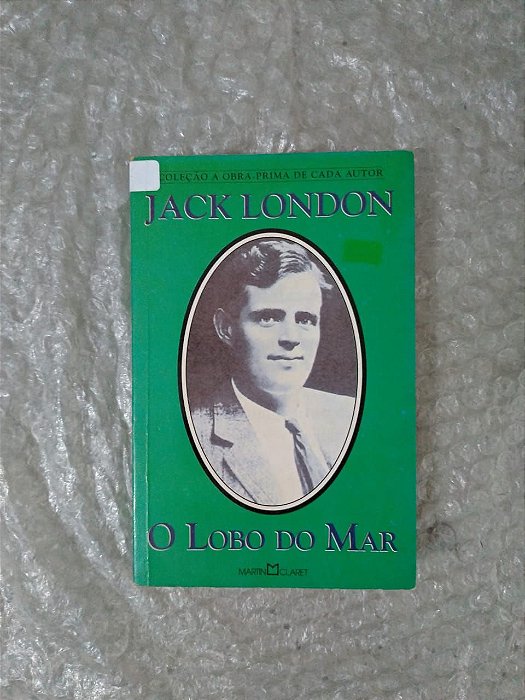 COLEÇÃO A OBRA-PRIMA DE CADA AUTOR
JACK LONDON
O LOBO DO MAR
MARTIN CLARET